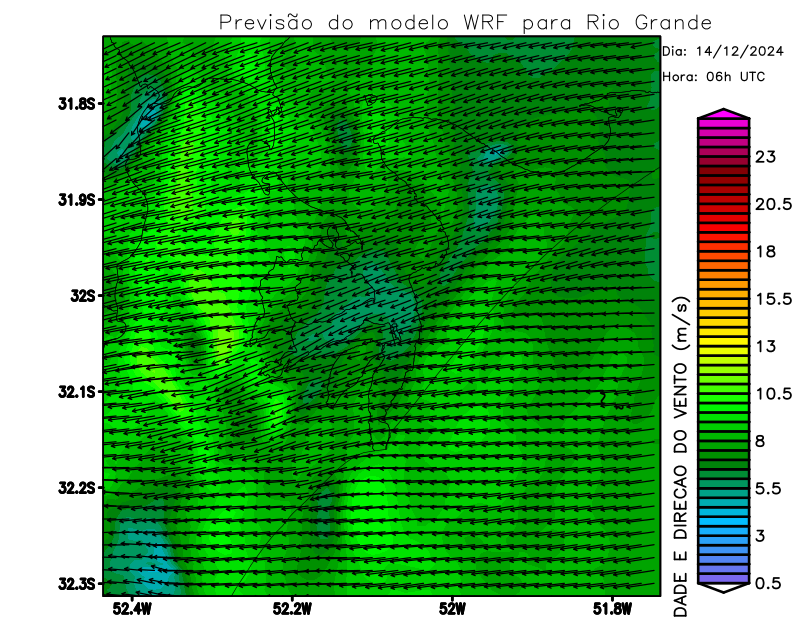 Previsão do modelo WRF para Rio Grande
Dia: 14/12/2024
Hora: 06h UTC
31.8S
31.9S
32S
32.1S
32.2S
32.3S
52.4W
52.2W
52W
51.8W
23
20.5
18
15.5
13
10.5
8
5.5
3
0.5
DADE E DIRECAO DO VENTO (m/s)